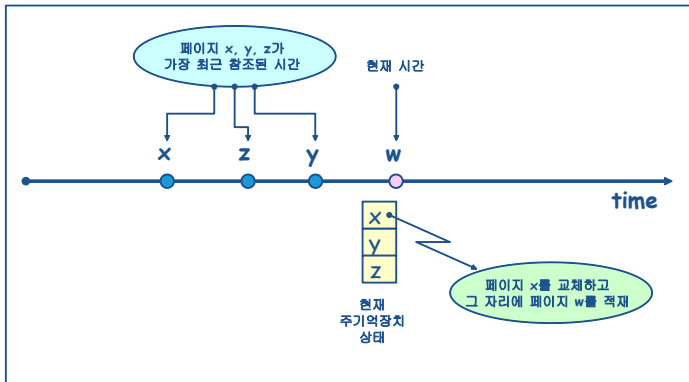 페이지 x, y, z가
가장 최근 참조된 시간
현재 시간
x
z
y
w
time
x
y
z
페이지 x를 교체하고
그 자리에 페이지 w를 적재
현재
주기억장치
상태